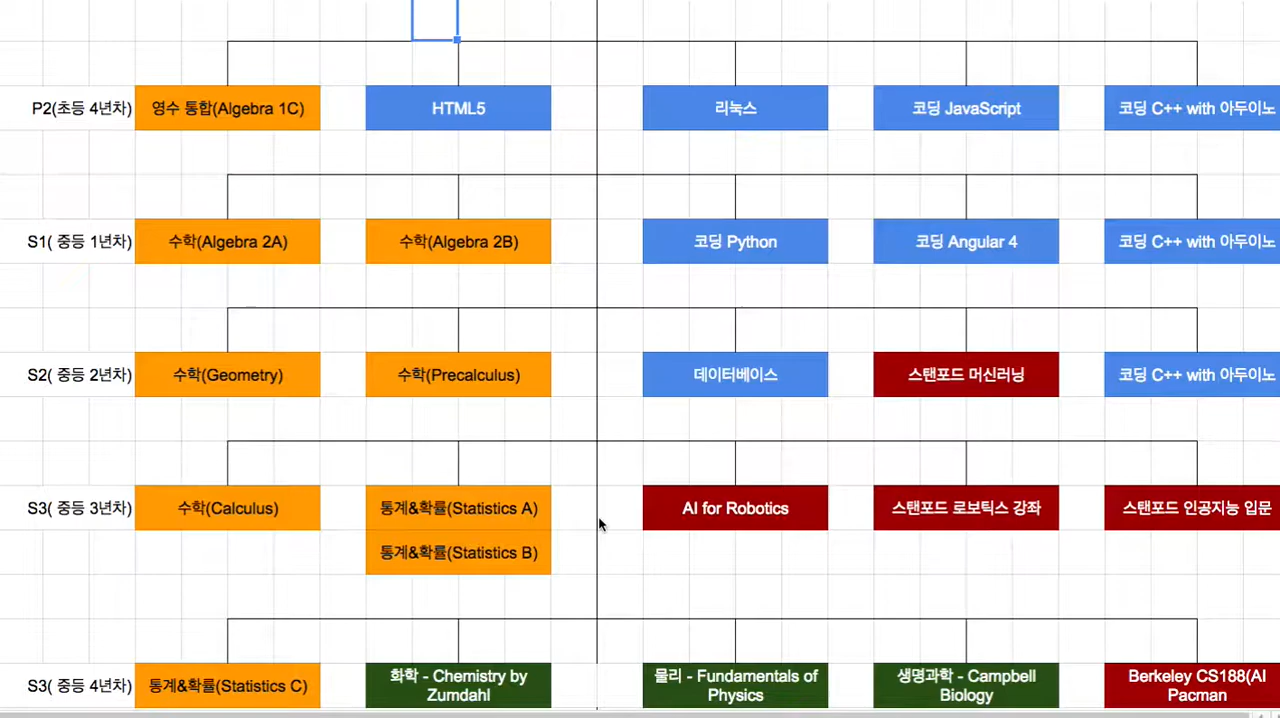 P2(초등 4년차)
영수 통합(Algebra 1C)
HTML5
리눅스
코딩 JavaScript
코딩 C++ with 아두이노
S1( 중등 1년차)
수학(Algebra 2A)
수학(Algebra 2B)
코딩 Python
코딩 Angular 4
코딩 C++ with 아두이노
S2( 중등 2년차)
수학(Geometry)
수학(Precalculus)
데이터베이스
스탠포드 머신러닝
코딩 C++ with 아두이노
S3( 중등 3년차)
수학(Calculus)
통계&확률(Statistics A)
AI for Robotics
스탠포드 로보틱스 강좌
스탠포드 인공지능 입문
통계&확률(Statistics B)
S3( 중등 4년차)
통계&확률(Statistics C)
화학 - Chemistry by
Zumdahl
물리 - Fundamentals of
Physics
생명과학 - Campbell
Biology
Berkeley CS188(AI
Pacman